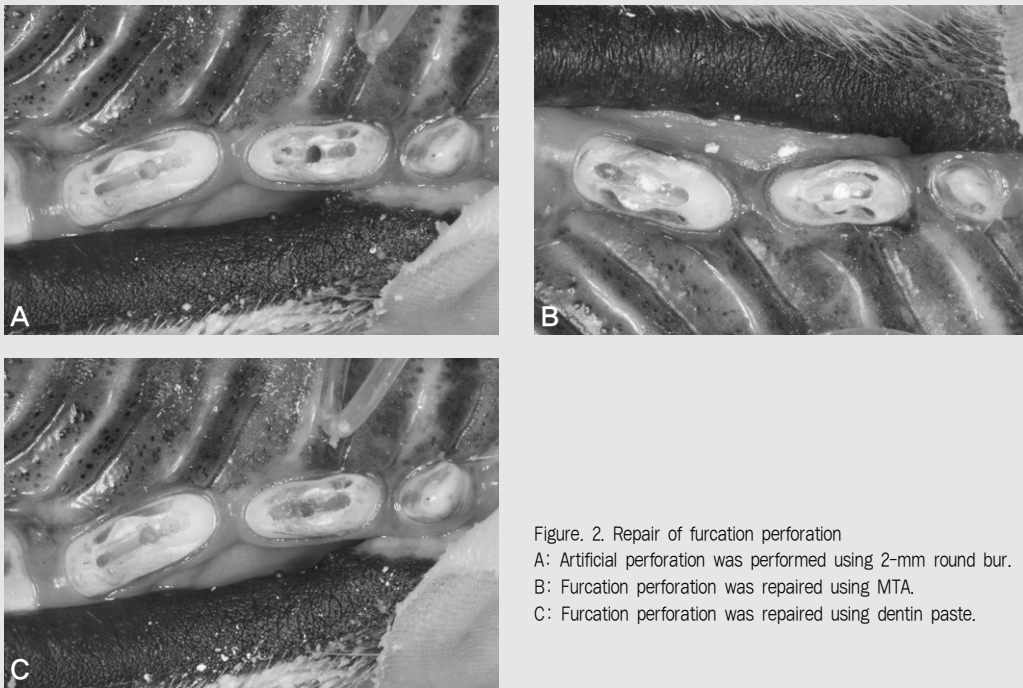 A
B
C
Figure. 2. Repair of furcation perforation
A: Artificial perforation was performed using 2-mm round bur.
B: Furcation perforation was repaired using MTA.
C: Furcation perforation was repaired using dentin paste.